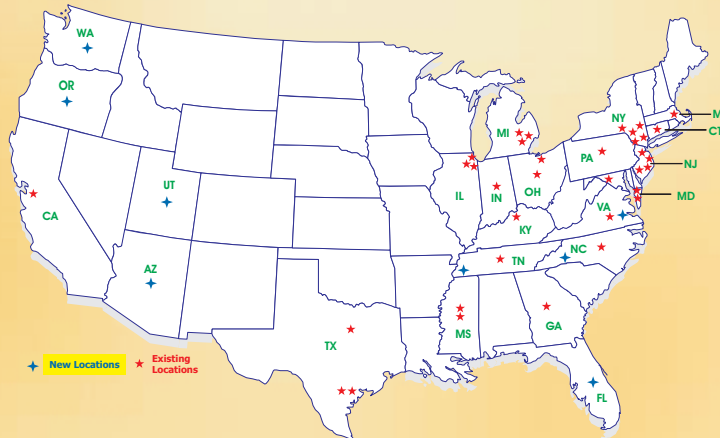 WA
OR
M
NY
CT
MI
PA
NJ
UT
IL
IN
OH
MD
CA
VA
KY
NC
TN
AZ
GA
MS
TX
New Locations
Existing
Locations
FL